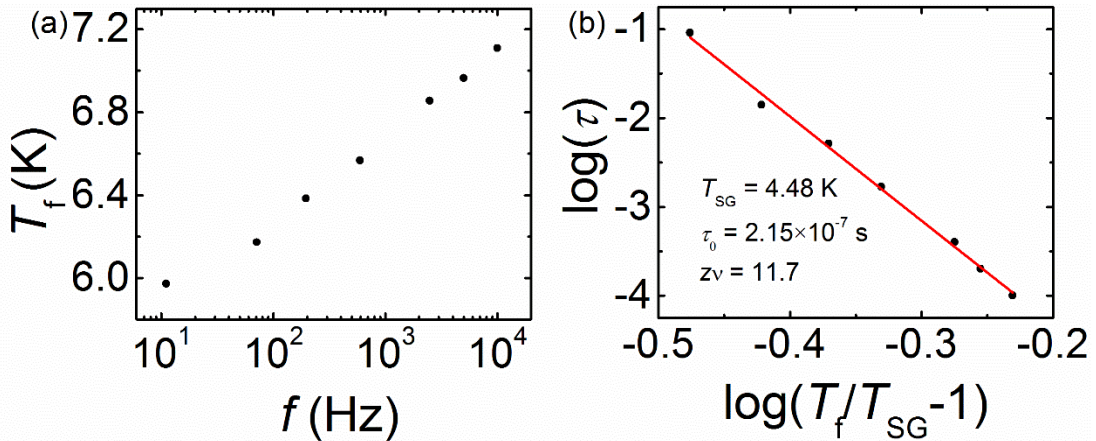 (a)
7.2
6.8
6.4
6.0
T_f (K)
10^1 10^2 10^3 10^4
f (Hz)
(b)
-1
-2
-3
-4
log(τ)
T_SG = 4.48 K
τ_0 = 2.15×10^-7 s
zν = 11.7
-0.5 -0.4 -0.3 -0.2
log(T_f/T_SG-1)